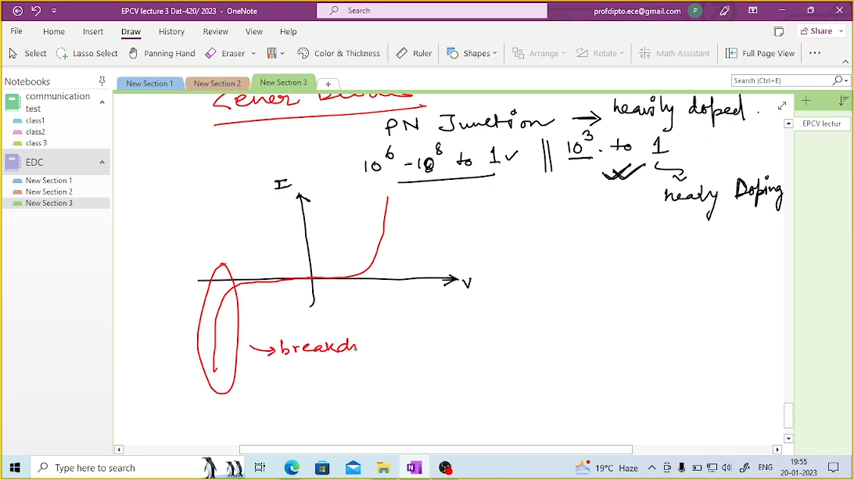 EPCV lecture 3 Dat-420/ 2023 - OneNote
Search
profdipto.ece@gmail.com
P
File
Home
Insert
Draw
History
Review
View
Help
Share
Select
Lasso Select
Panning Hand
Eraser
Color & Thickness
Ruler
Shapes
Arrange
Rotate
Math Assistant
Full Page View
Notebooks
New Section 1
New Section 2
New Section 3
+
Search (Ctrl+E)
communication
test
class1
class2
class 3
EDC
New Section 1
New Section 2
New Section 3
EPCV lectur
Zener
PN Junction → heavily doped.
10^6 - 10^8 to 1 ✓ || 10^3. to 1
heavy Doping
I
V
→ breakd
Type here to search
19°C Haze
ENG
19:55
20-01-2023